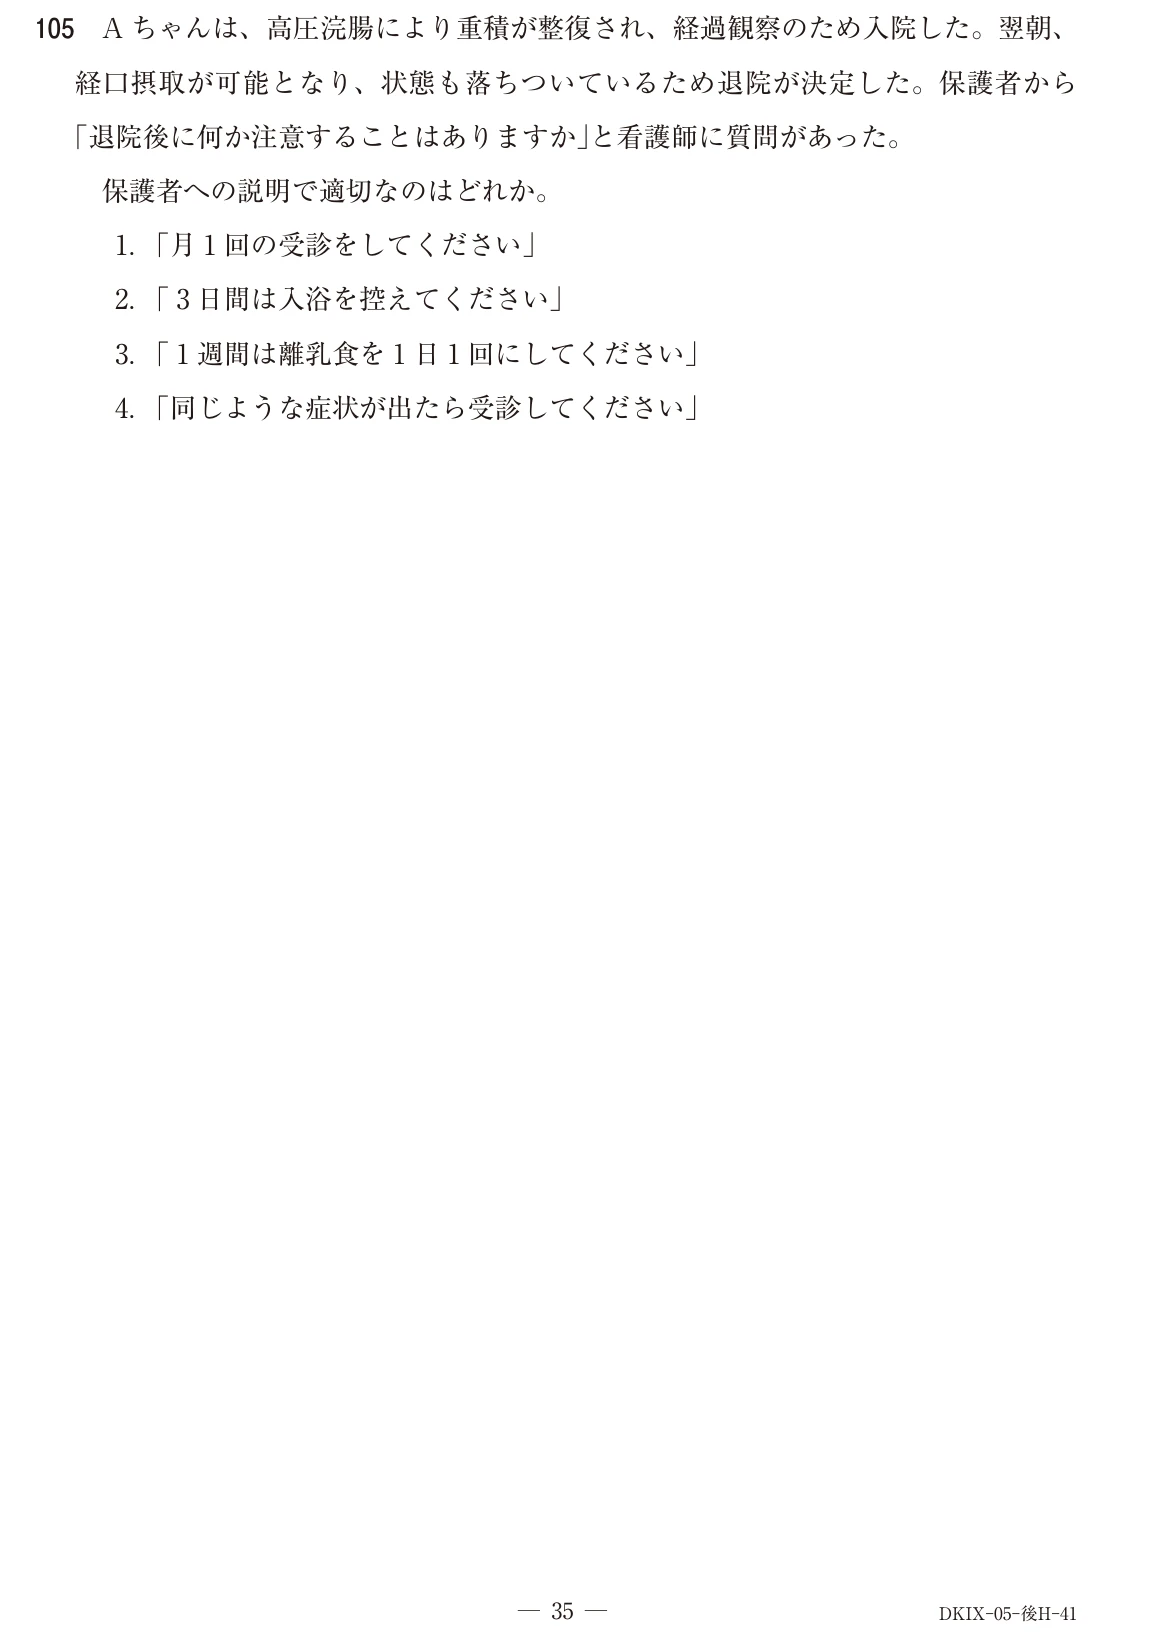 105　A ちゃんは、高圧浣腸により重積が整復され、経過観察のため入院した。翌朝、
経口摂取が可能となり、状態も落ちついているため退院が決定した。保護者から
「退院後に何か注意することはありますか」と看護師に質問があった。
保護者への説明で適切なのはどれか。
1. 「月 1 回の受診をしてください」
2. 「 3 日間は入浴を控えてください」
3. 「 1 週間は離乳食を 1 日 1 回にしてください」
4. 「同じような症状が出たら受診してください」
— 35 —
DKIX-05-後H-41